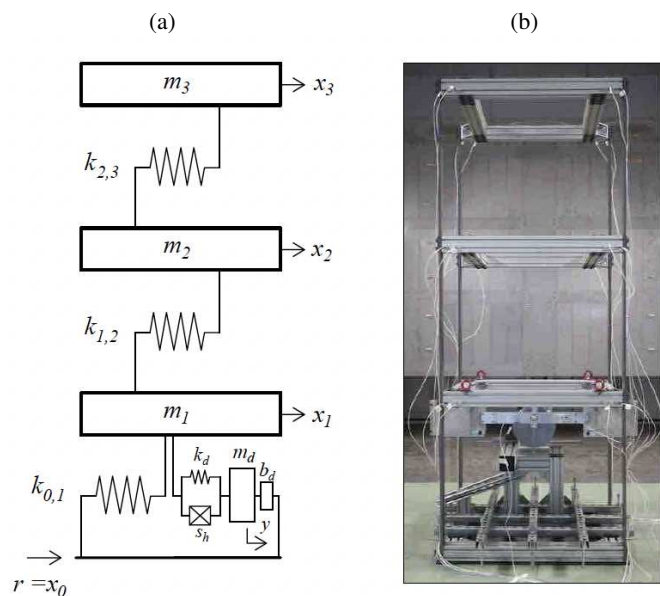 (a) (b)
m3 x3
k2,3
m2 x2
k1,2
m1 x1
kd md bd
k0,1
sh y
r =x0